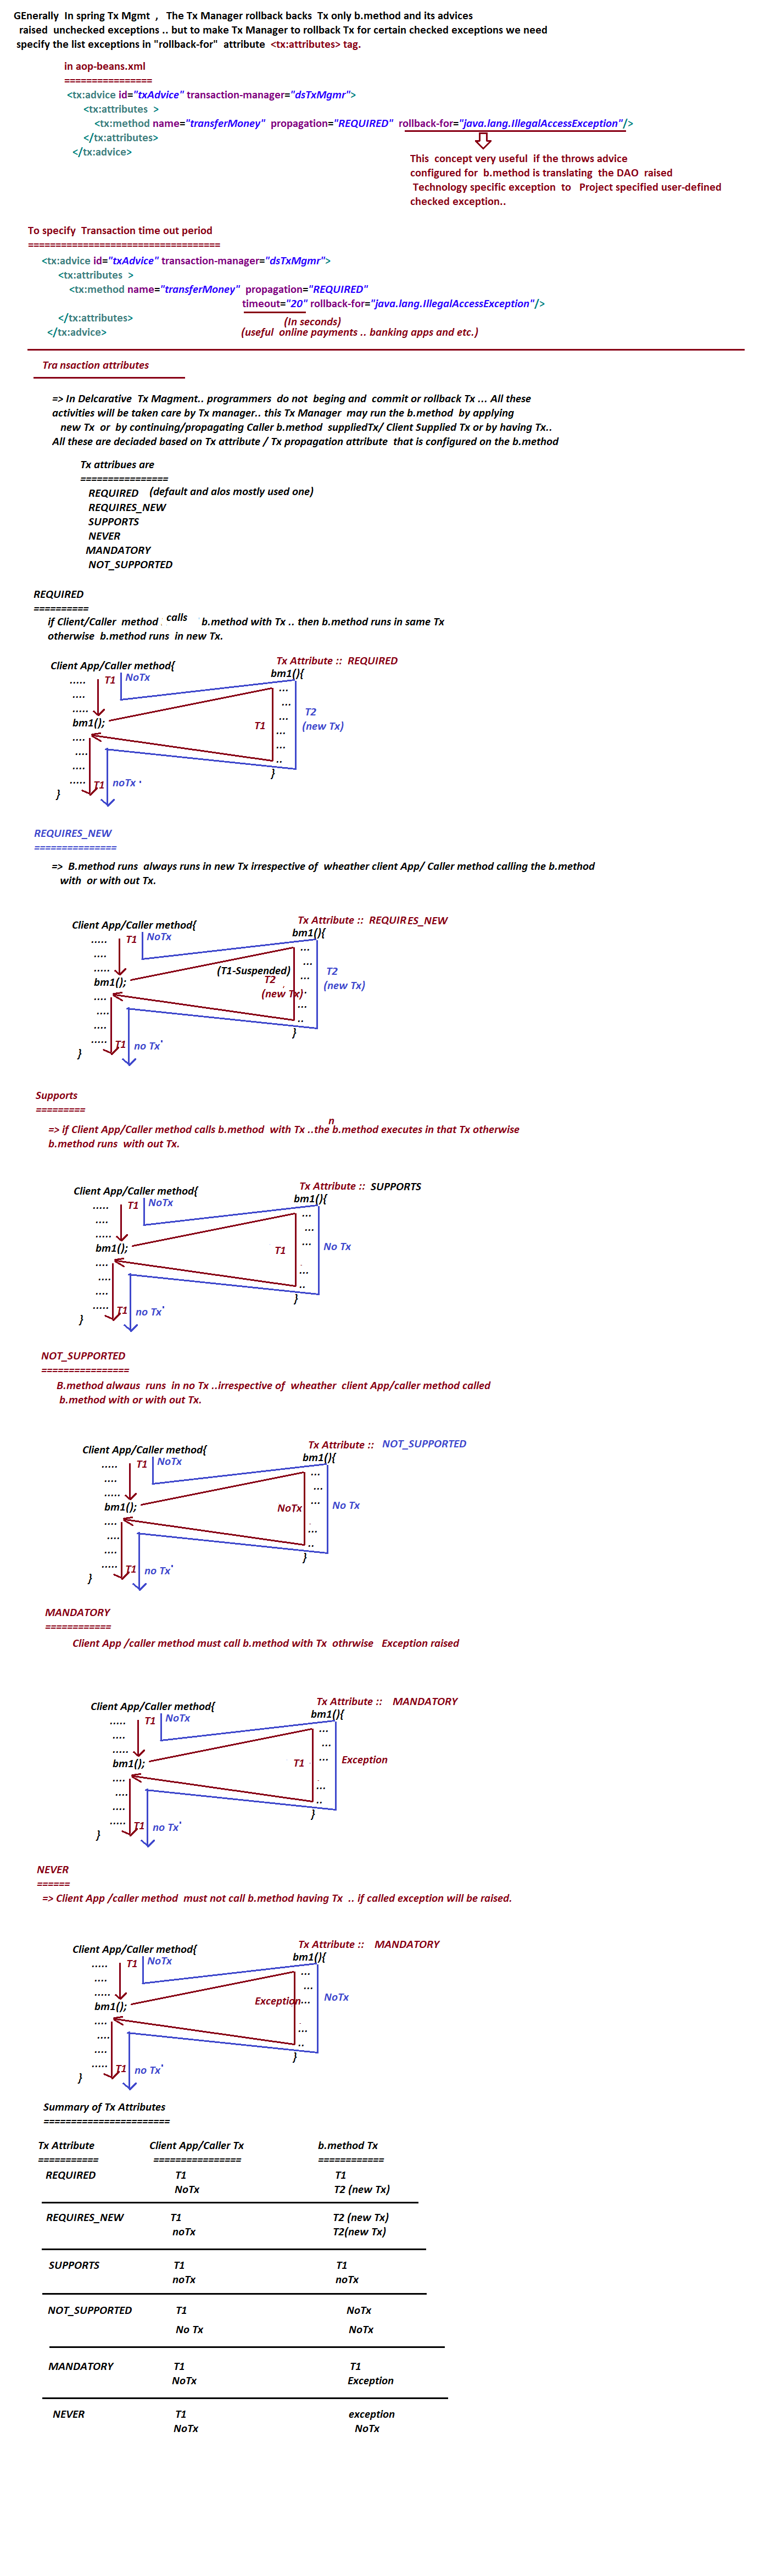 GEnerally In spring Tx Mgmt , The Tx Manager rollback backs Tx only b.method and its advices
raised unchecked exceptions .. but to make Tx Manager to rollback Tx for certain checked exceptions we need
specify the list exceptions in "rollback-for" attribute <tx:attributes> tag.
in aop-beans.xml
================
<tx:advice id="txAdvice" transaction-manager="dsTxMgmr">
<tx:attributes >
<tx:method name="transferMoney" propagation="REQUIRED" rollback-for="java.lang.IllegalAccessException"/>
</tx:attributes>
</tx:advice>
This concept very useful if the throws advice
configured for b.method is translating the DAO raised
Technology specific exception to Project specified user-defined
checked exception..
To specify Transaction time out period
===================================
<tx:advice id="txAdvice" transaction-manager="dsTxMgmr">
<tx:attributes >
<tx:method name="transferMoney" propagation="REQUIRED"
timeout="20" rollback-for="java.lang.IllegalAccessException"/>
</tx:attributes>
(In seconds)
</tx:advice>
(useful online payments .. banking apps and etc.)
Tra nsaction attributes
=> In Delcarative Tx Magment.. programmers do not beging and commit or rollback Tx ... All these
activities will be taken care by Tx manager.. this Tx Manager may run the b.method by applying
new Tx or by continuing/propagating Caller b.method suppliedTx/ Client Supplied Tx or by having Tx..
All these are deciaded based on Tx attribute / Tx propagation attribute that is configured on the b.method
Tx attribues are
================
REQUIRED (default and alos mostly used one)
REQUIRES_NEW
SUPPORTS
NEVER
MANDATORY
NOT_SUPPORTED
REQUIRED
==========
if Client/Caller method calls b.method with Tx .. then b.method runs in same Tx
otherwise b.method runs in new Tx.
Tx Attribute :: REQUIRED
Client App/Caller method{
bm1(){
..... T1 NoTx ...
.... ...
..... ... T2
bm1(); T1 ... (new Tx)
.... ...
.... ...
.... ..
..... T1 noTx }
}
REQUIRES_NEW
===============
=> B.method runs always runs in new Tx irrespective of wheather client App/ Caller method calling the b.method
with or with out Tx.
Tx Attribute :: REQUIRES_NEW
Client App/Caller method{
bm1(){
..... T1 NoTx ...
.... ...
..... (T1-Suspended) ... T2
bm1(); T2 (new Tx)
.... (new Tx) ...
.... ...
.... ..
..... T1 no Tx }
}
Supports
=========
n
=> if Client App/Caller method calls b.method with Tx ..the b.method executes in that Tx otherwise
b.method runs with out Tx.
Tx Attribute :: SUPPORTS
Client App/Caller method{
bm1(){
..... T1 NoTx ...
.... ...
..... ...
bm1(); T1 No Tx
....
.... ...
.... ..
..... T1 no Tx }
}
NOT_SUPPORTED
================
B.method alwaus runs in no Tx ..irrespective of wheather client App/caller method called
b.method with or with out Tx.
Tx Attribute :: NOT_SUPPORTED
Client App/Caller method{
bm1(){
..... T1 NoTx ...
.... ...
..... ...
bm1(); NoTx No Tx
....
.... ...
.... ..
..... T1 no Tx }
}
MANDATORY
============
Client App /caller method must call b.method with Tx othrwise Exception raised
Tx Attribute :: MANDATORY
Client App/Caller method{
bm1(){
..... T1 NoTx ...
.... ...
..... ... Exception
bm1(); T1
....
.... ...
.... ..
..... T1 no Tx }
}
NEVER
======
=> Client App /caller method must not call b.method having Tx .. if called exception will be raised.
Tx Attribute :: MANDATORY
Client App/Caller method{
bm1(){
..... T1 NoTx ...
.... ...
..... Exception... NoTx
bm1();
....
.... ...
.... ..
..... T1 no Tx }
}
Summary of Tx Attributes
=======================
Tx Attribute Client App/Caller Tx b.method Tx
=========== ================ ============
REQUIRED T1 T1
NoTx T2 (new Tx)
REQUIRES_NEW T1 T2 (new Tx)
noTx T2(new Tx)
SUPPORTS T1 T1
noTx noTx
NOT_SUPPORTED T1 NoTx
No Tx NoTx
MANDATORY T1 T1
NoTx Exception
NEVER T1 exception
NoTx NoTx